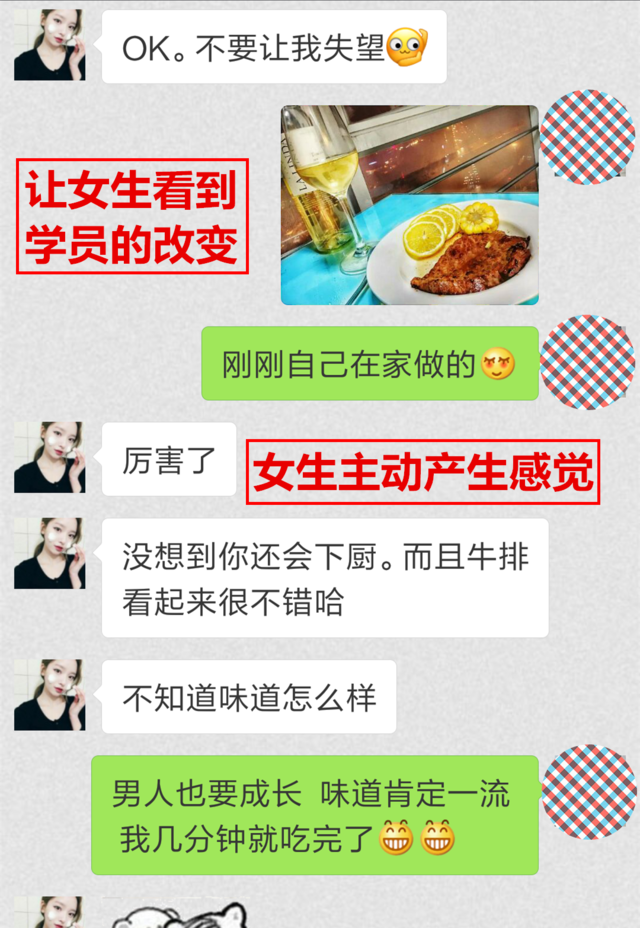 OK。不要让我失望
让女生看到
学员的改变
刚刚自己在家做的
厉害了
女生主动产生感觉
没想到你还会下厨。而且牛排
看起来很不错哈
不知道味道怎么样
男人也要成长 味道肯定一流
我几分钟就吃完了